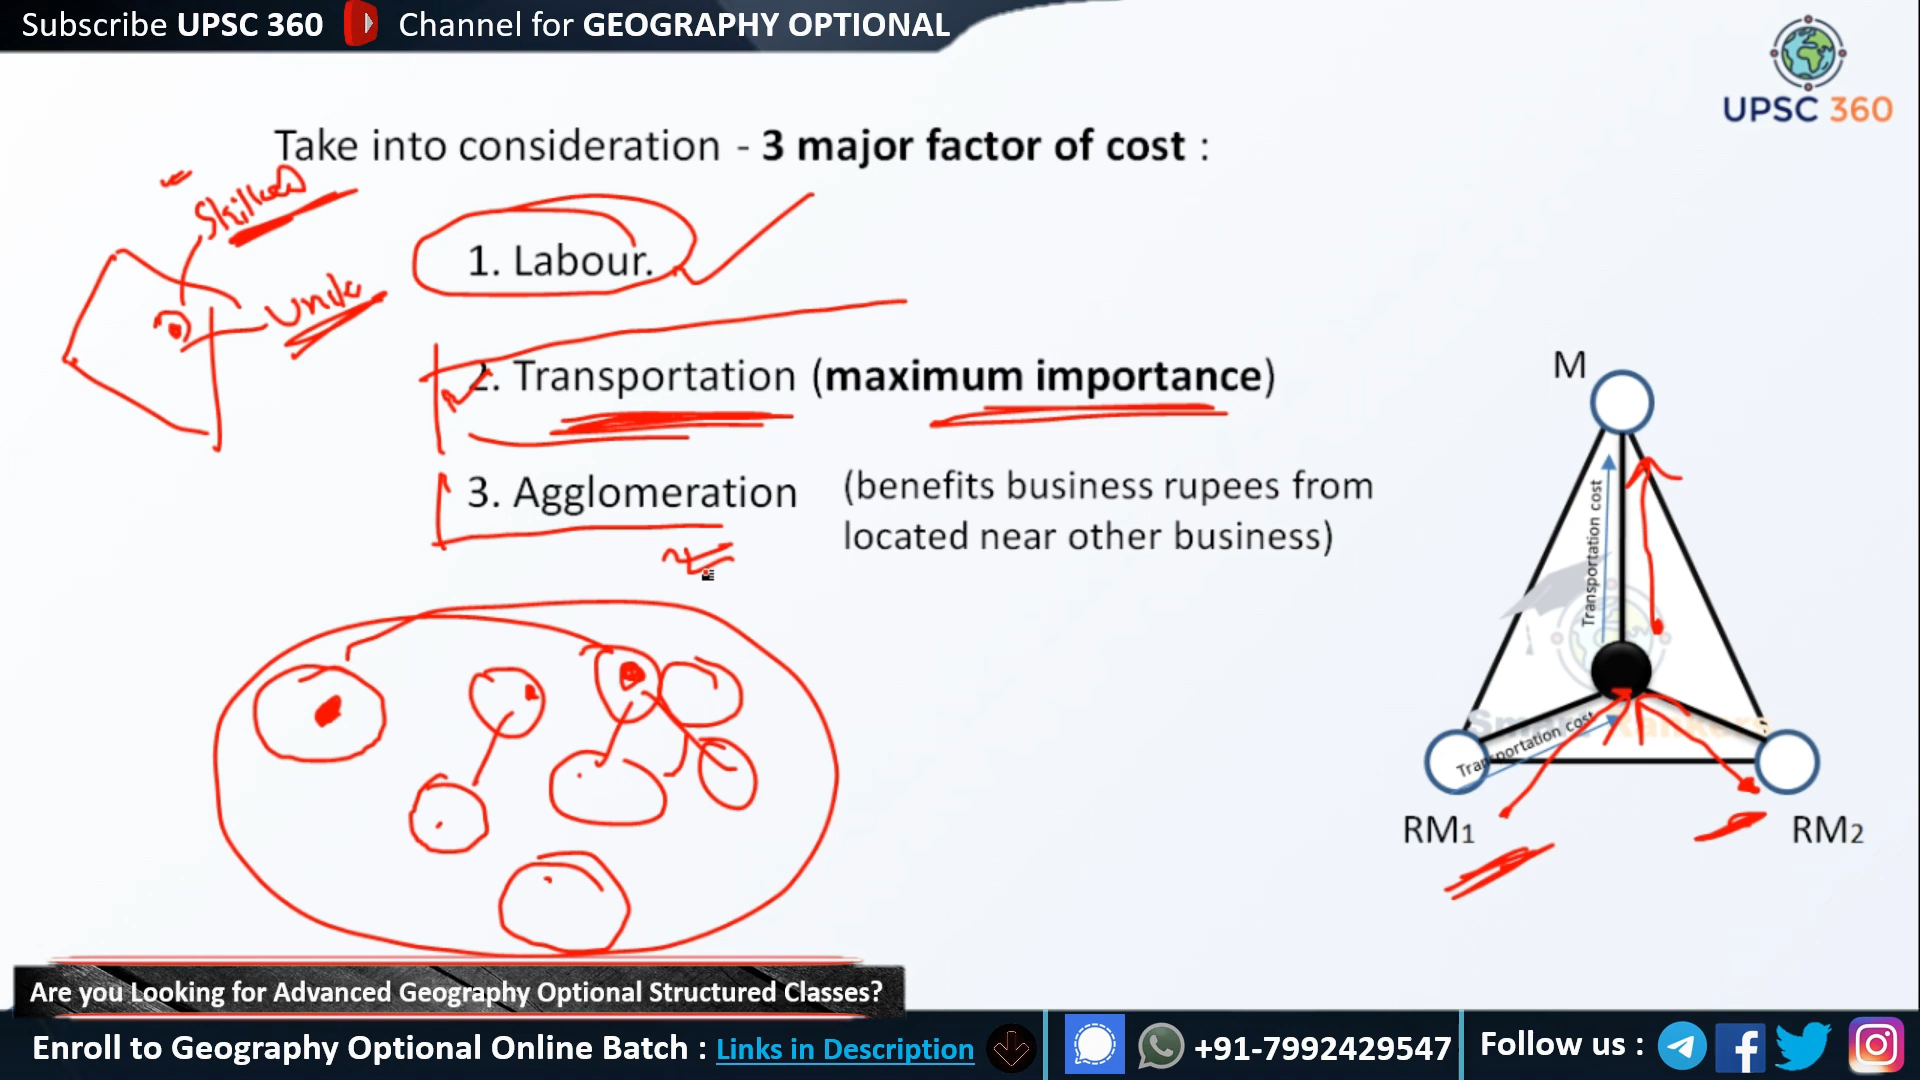 Subscribe UPSC 360 Channel for GEOGRAPHY OPTIONAL
UPSC 360
Take into consideration - 3 major factor of cost :
Skilled
1. Labour.
2. Transportation (maximum importance)
3. Agglomeration (benefits business rupees from
located near other business)
M
Transportation cost
Transportation cost
RM1
RM2
Are you Looking for Advanced Geography Optional Structured Classes?
Enroll to Geography Optional Online Batch : Links in Description +91-7992429547 Follow us :